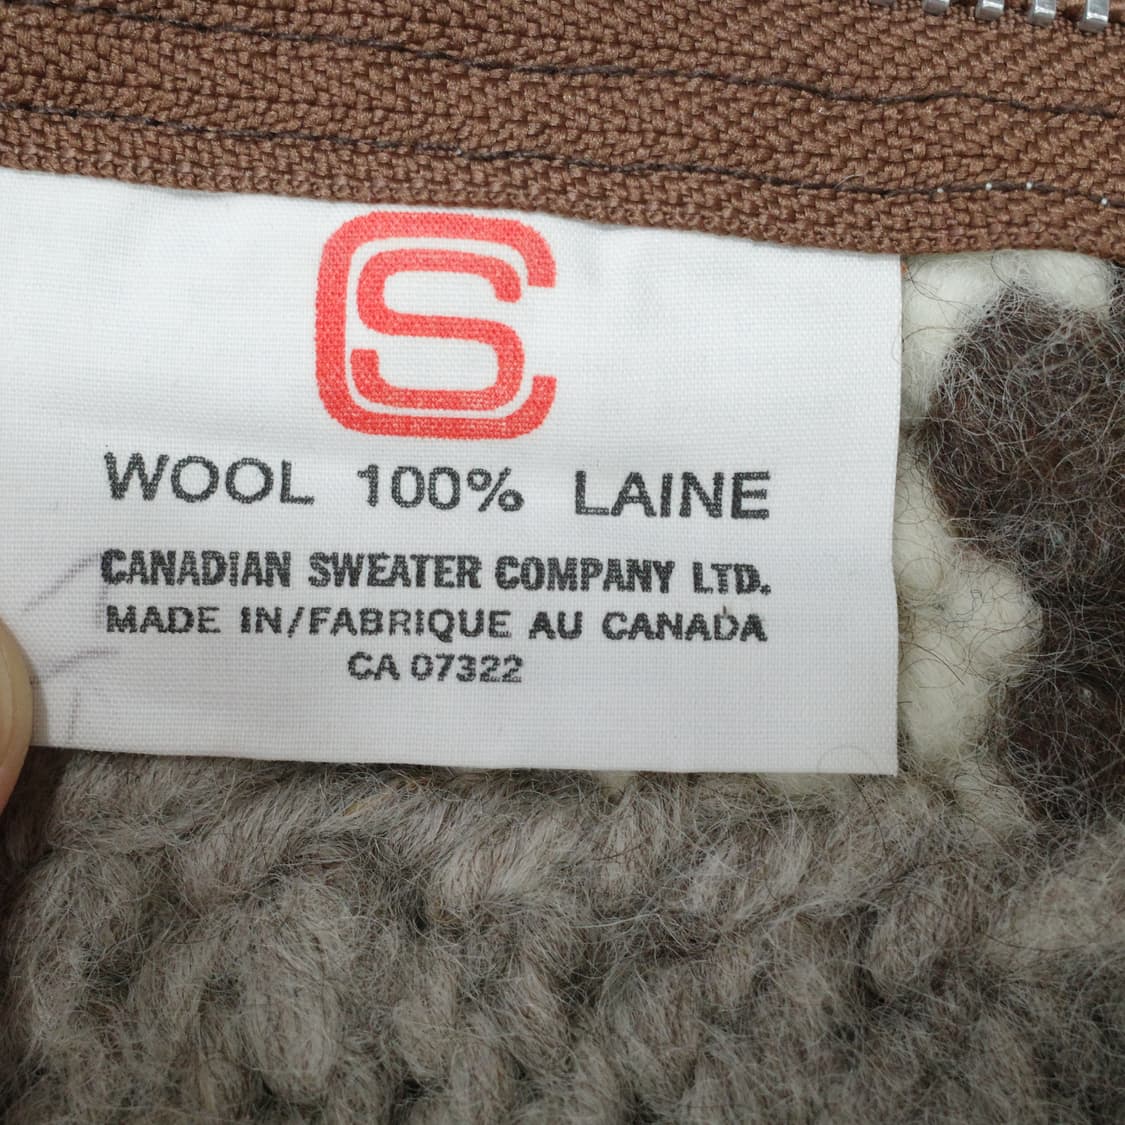 CS
WOOL 100% LAINE
CANADIAN SWEATER COMPANY LTD.
MADE IN/FABRIQUE AU CANADA
CA 07322